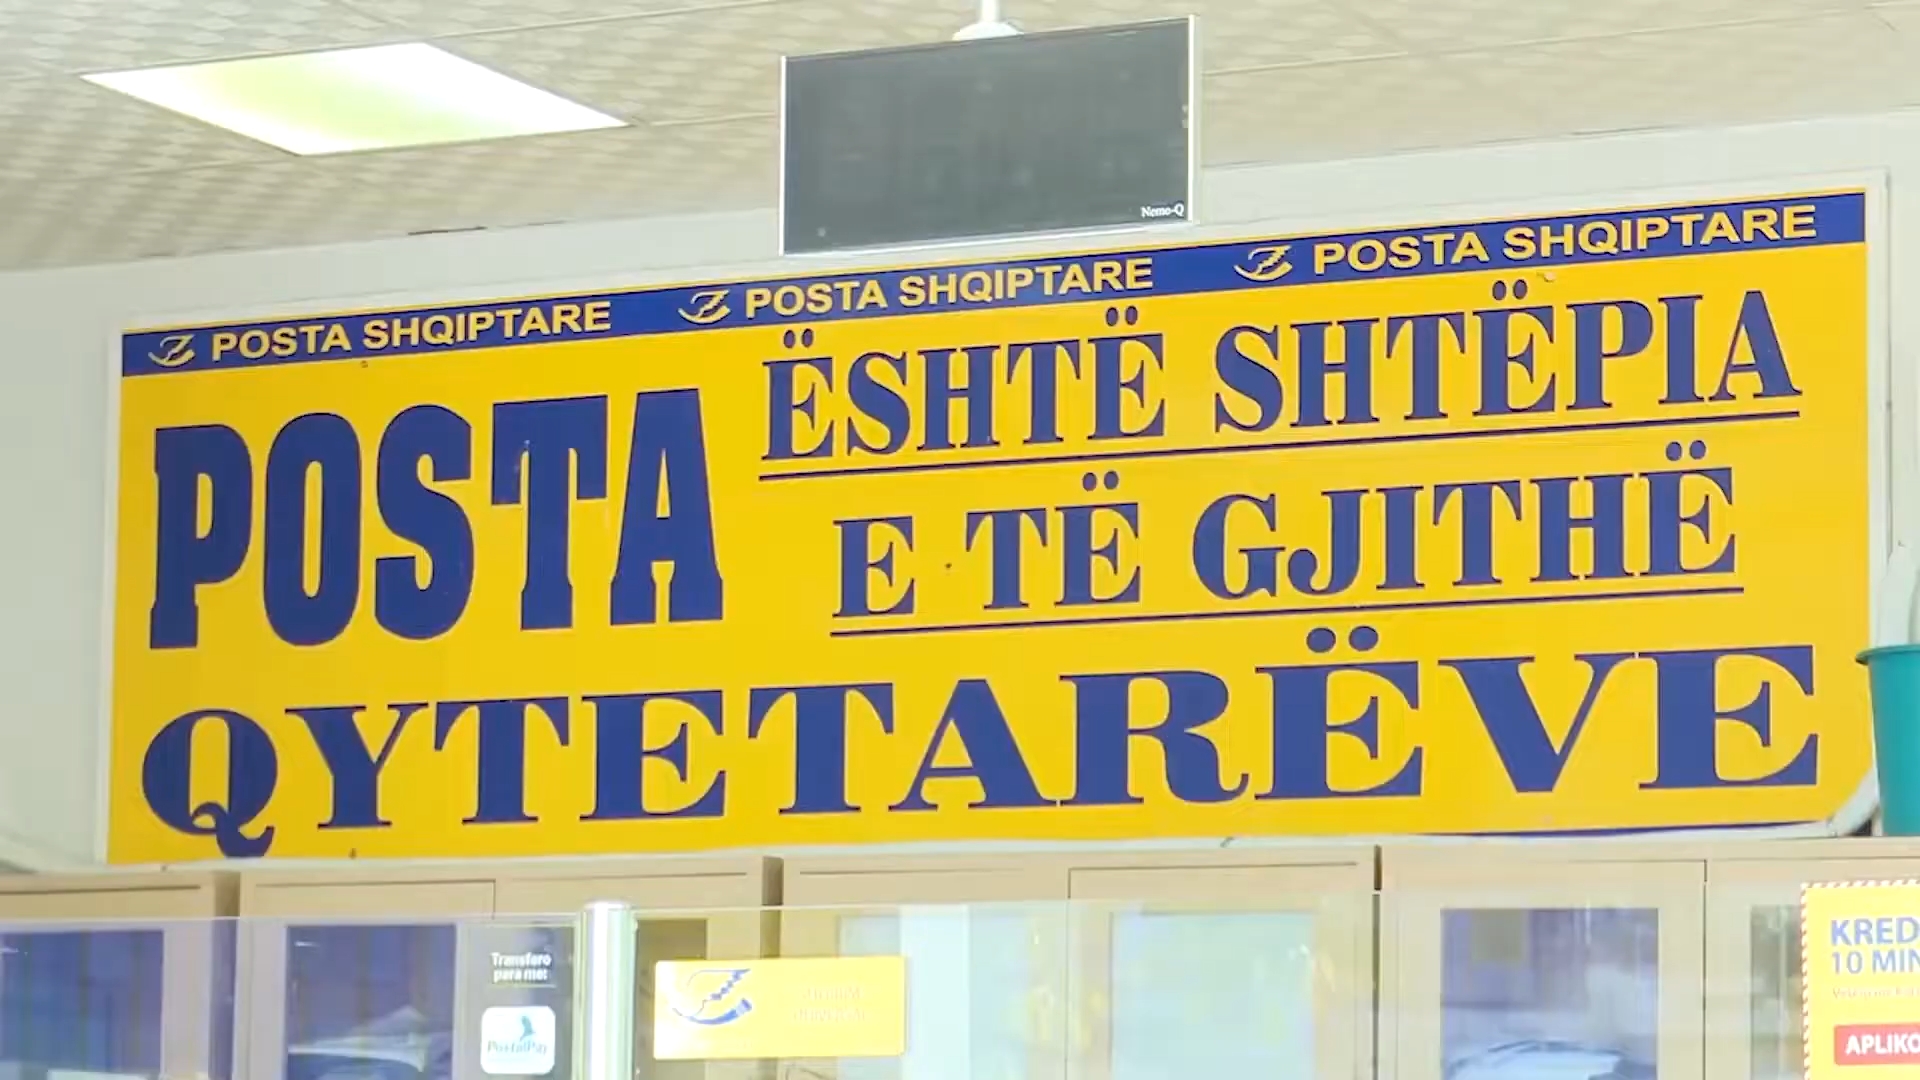 Nemo-Q
POSTA SHQIPTARE POSTA SHQIPTARE POSTA SHQIPTARE
POSTA ËSHTË SHTËPIA
E TË GJITHË
QYTETARËVE
Transfero
para me:
PostalPay
KRED
10 MIN
APLIKO